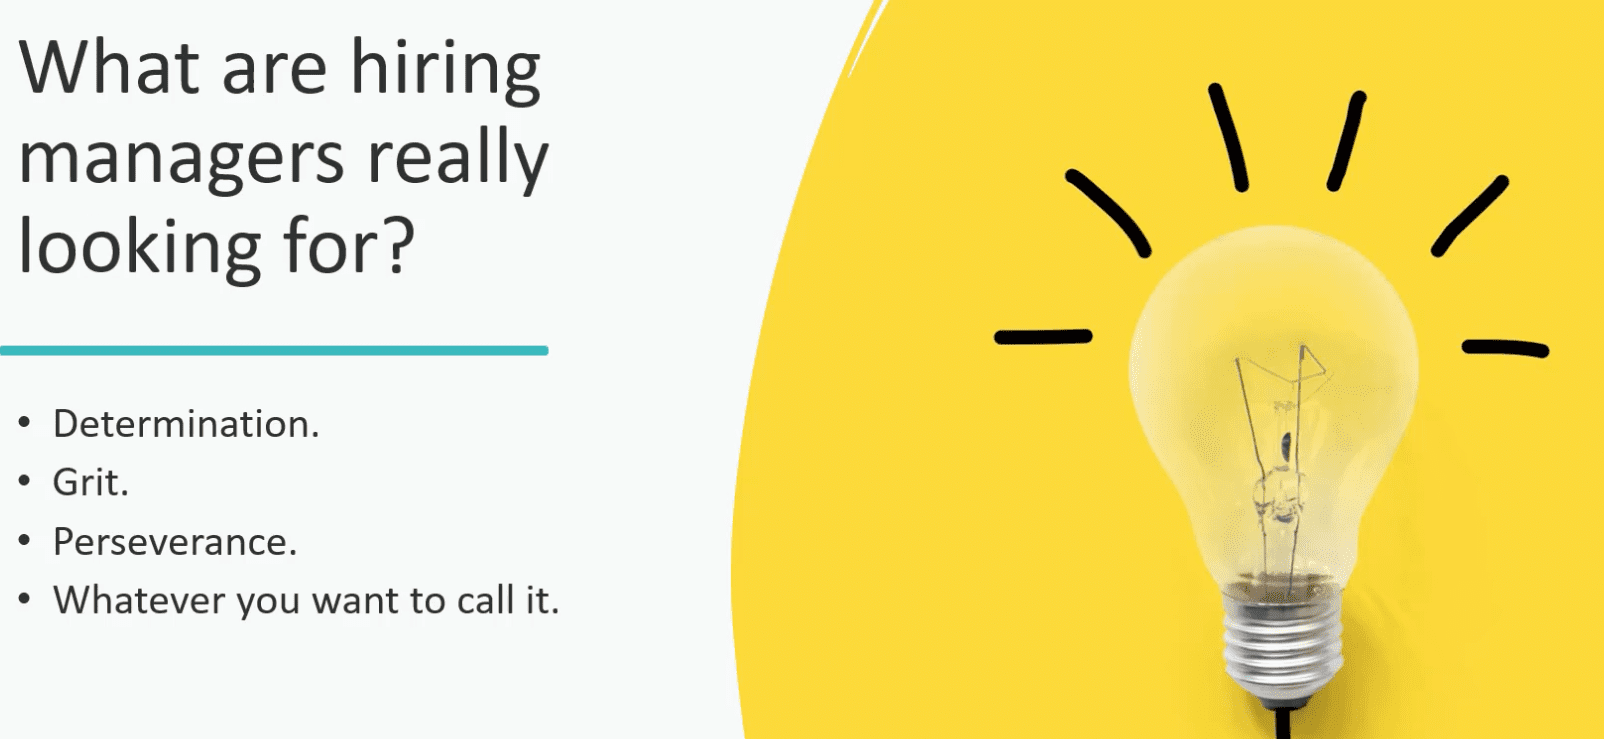 What are hiring
managers really
looking for?
• Determination.
• Grit.
• Perseverance.
• Whatever you want to call it.